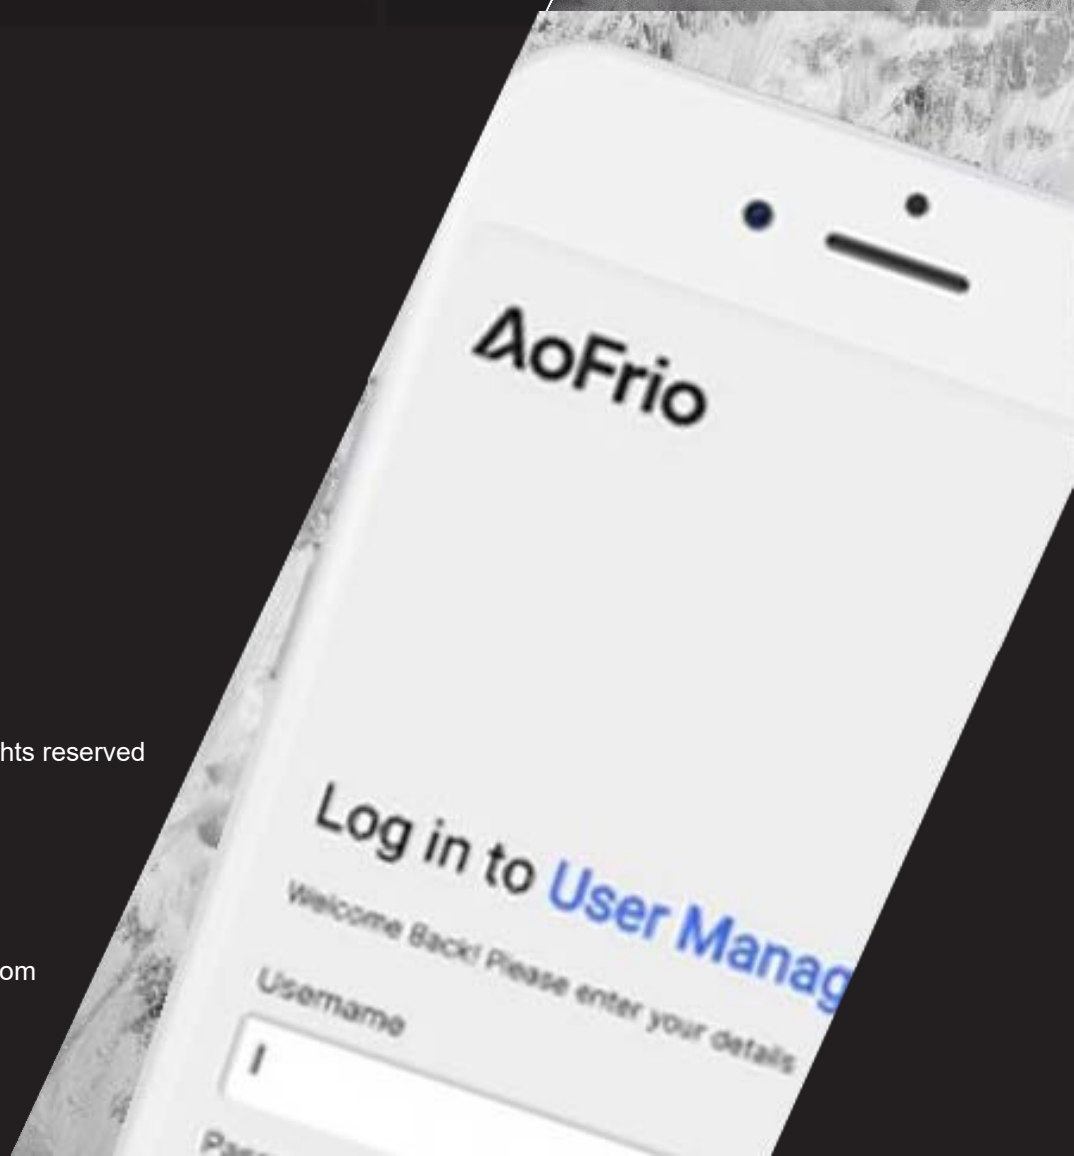 AoFrio
hts reserved
Log in to User Manag
Welcome Back! Please enter your details
om
Username